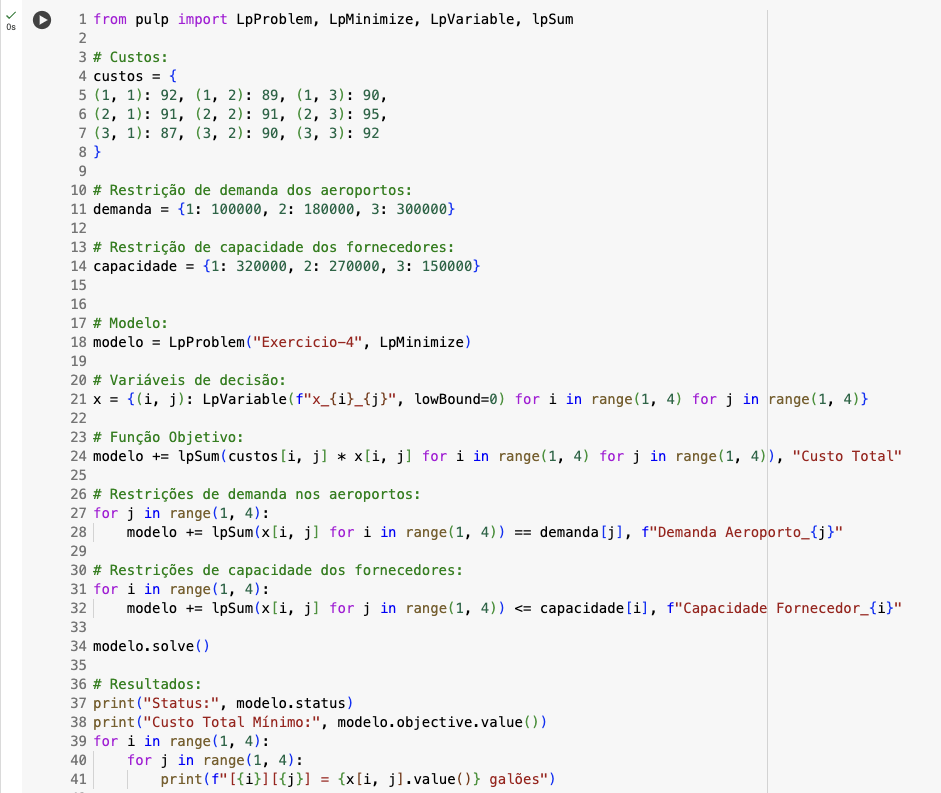 0s
1 from pulp import LpProblem, LpMinimize, LpVariable, lpSum
2
3 # Custos:
4 custos = {
5 (1, 1): 92, (1, 2): 89, (1, 3): 90,
6 (2, 1): 91, (2, 2): 91, (2, 3): 95,
7 (3, 1): 87, (3, 2): 90, (3, 3): 92
8 }
9
10 # Restrição de demanda dos aeroportos:
11 demanda = {1: 100000, 2: 180000, 3: 300000}
12
13 # Restrição de capacidade dos fornecedores:
14 capacidade = {1: 320000, 2: 270000, 3: 150000}
15
16
17 # Modelo:
18 modelo = LpProblem("Exercicio-4", LpMinimize)
19
20 # Variáveis de decisão:
21 x = {(i, j): LpVariable(f"x_{i}_{j}", lowBound=0) for i in range(1, 4) for j in range(1, 4)}
22
23 # Função Objetivo:
24 modelo += lpSum(custos[i, j] * x[i, j] for i in range(1, 4) for j in range(1, 4)), "Custo Total"
25
26 # Restrições de demanda nos aeroportos:
27 for j in range(1, 4):
28     modelo += lpSum(x[i, j] for i in range(1, 4)) == demanda[j], f"Demanda Aeroporto_{j}"
29
30 # Restrições de capacidade dos fornecedores:
31 for i in range(1, 4):
32     modelo += lpSum(x[i, j] for j in range(1, 4)) <= capacidade[i], f"Capacidade Fornecedor_{i}"
33
34 modelo.solve()
35
36 # Resultados:
37 print("Status:", modelo.status)
38 print("Custo Total Mínimo:", modelo.objective.value())
39 for i in range(1, 4):
40     for j in range(1, 4):
41         print(f"[{i}][{j}] = {x[i, j].value()} galões")